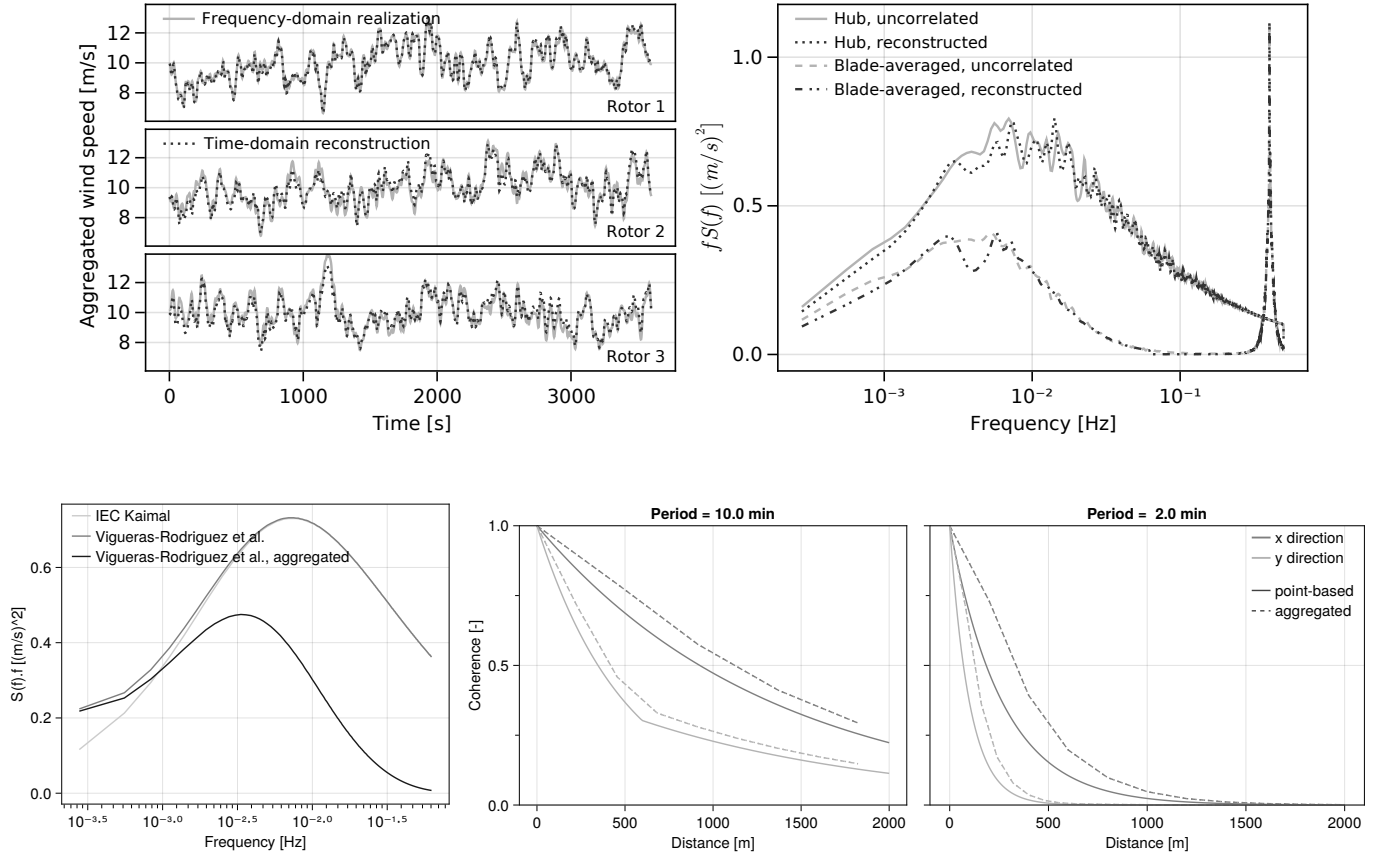 Aggregated wind speed [m/s]
Frequency-domain realization
12
10
8
Rotor 1
Time-domain reconstruction
12
10
8
Rotor 2
12
10
8
Rotor 3
0 1000 2000 3000
Time [s]
f S(f) [(m/s)²]
Hub, uncorrelated
Hub, reconstructed
Blade-averaged, uncorrelated
Blade-averaged, reconstructed
1.0
0.5
0.0
10⁻³ 10⁻² 10⁻¹
Frequency [Hz]
S(f).f [(m/s)^2]
IEC Kaimal
Vigueras-Rodriguez et al.
Vigueras-Rodriguez et al., aggregated
0.6
0.4
0.2
0.0
10⁻³·⁵ 10⁻³·⁰ 10⁻²·⁵ 10⁻²·⁰ 10⁻¹·⁵
Frequency [Hz]
Period = 10.0 min
Coherence [-]
1.0
0.5
0.0
0 500 1000 1500 2000
Distance [m]
Period = 2.0 min
x direction
y direction
point-based
aggregated
0 500 1000 1500 2000
Distance [m]